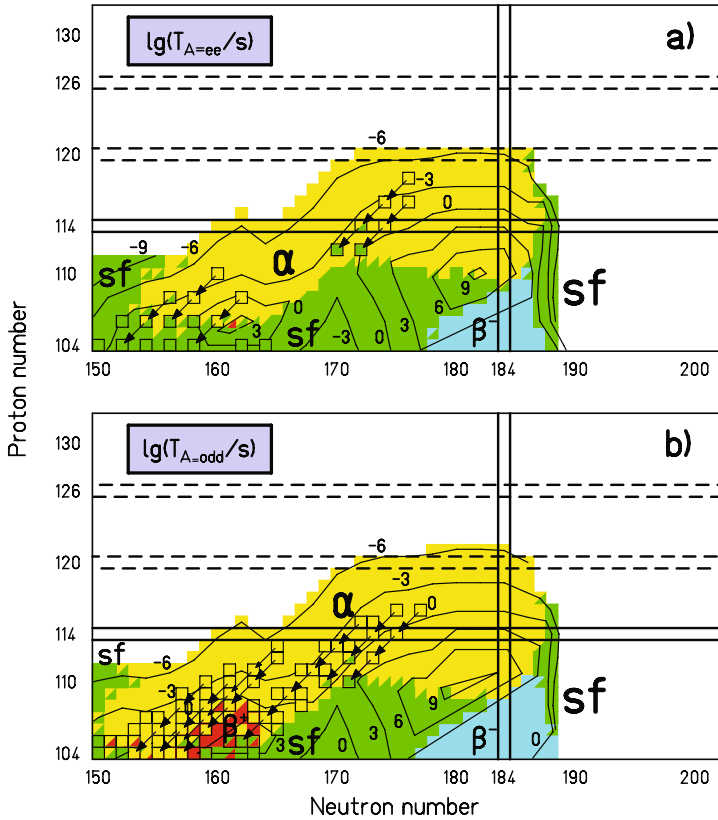 lg(T_A=ee/s)
a)
130
126
120
114
110
104
-6
-3
0
-9
-6
sf
α
0
3
sf
-3
0
3
6
9
β⁻
sf
150
160
170
180
184
190
200
Proton number
lg(T_A=odd/s)
b)
130
126
120
114
110
104
-6
-3
0
α
sf
-6
-3
0
β⁺
3
sf
0
3
6
9
β⁻
0
sf
150
160
170
180
184
190
200
Neutron number